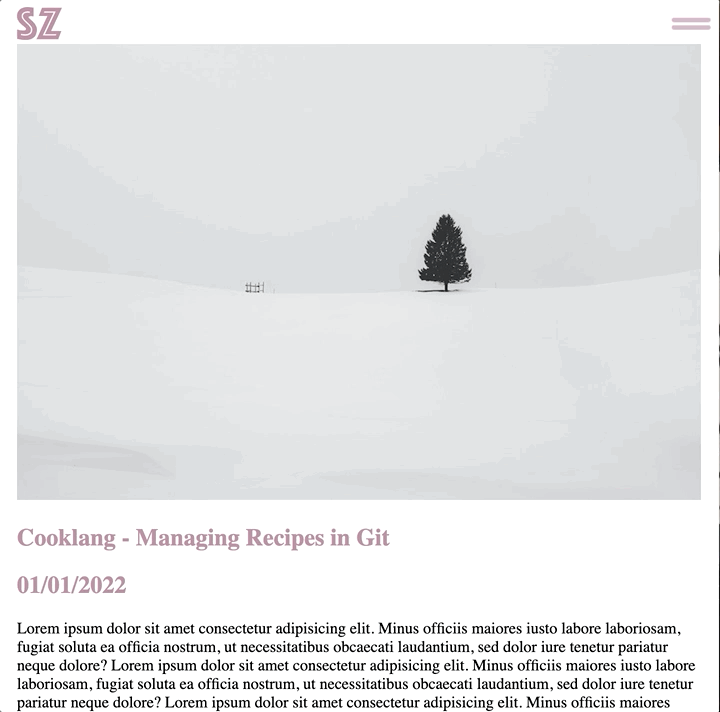 SZ
Cooklang - Managing Recipes in Git
01/01/2022
Lorem ipsum dolor sit amet consectetur adipisicing elit. Minus officiis maiores iusto labore laboriosam,
fugiat soluta ea officia nostrum, ut necessitatibus obcaecati laudantium, sed dolor iure tenetur pariatur
neque dolore? Lorem ipsum dolor sit amet consectetur adipisicing elit. Minus officiis maiores iusto labore
laboriosam, fugiat soluta ea officia nostrum, ut necessitatibus obcaecati laudantium, sed dolor iure tenetur
pariatur neque dolore? Lorem ipsum dolor sit amet consectetur adipisicing elit. Minus officiis maiores